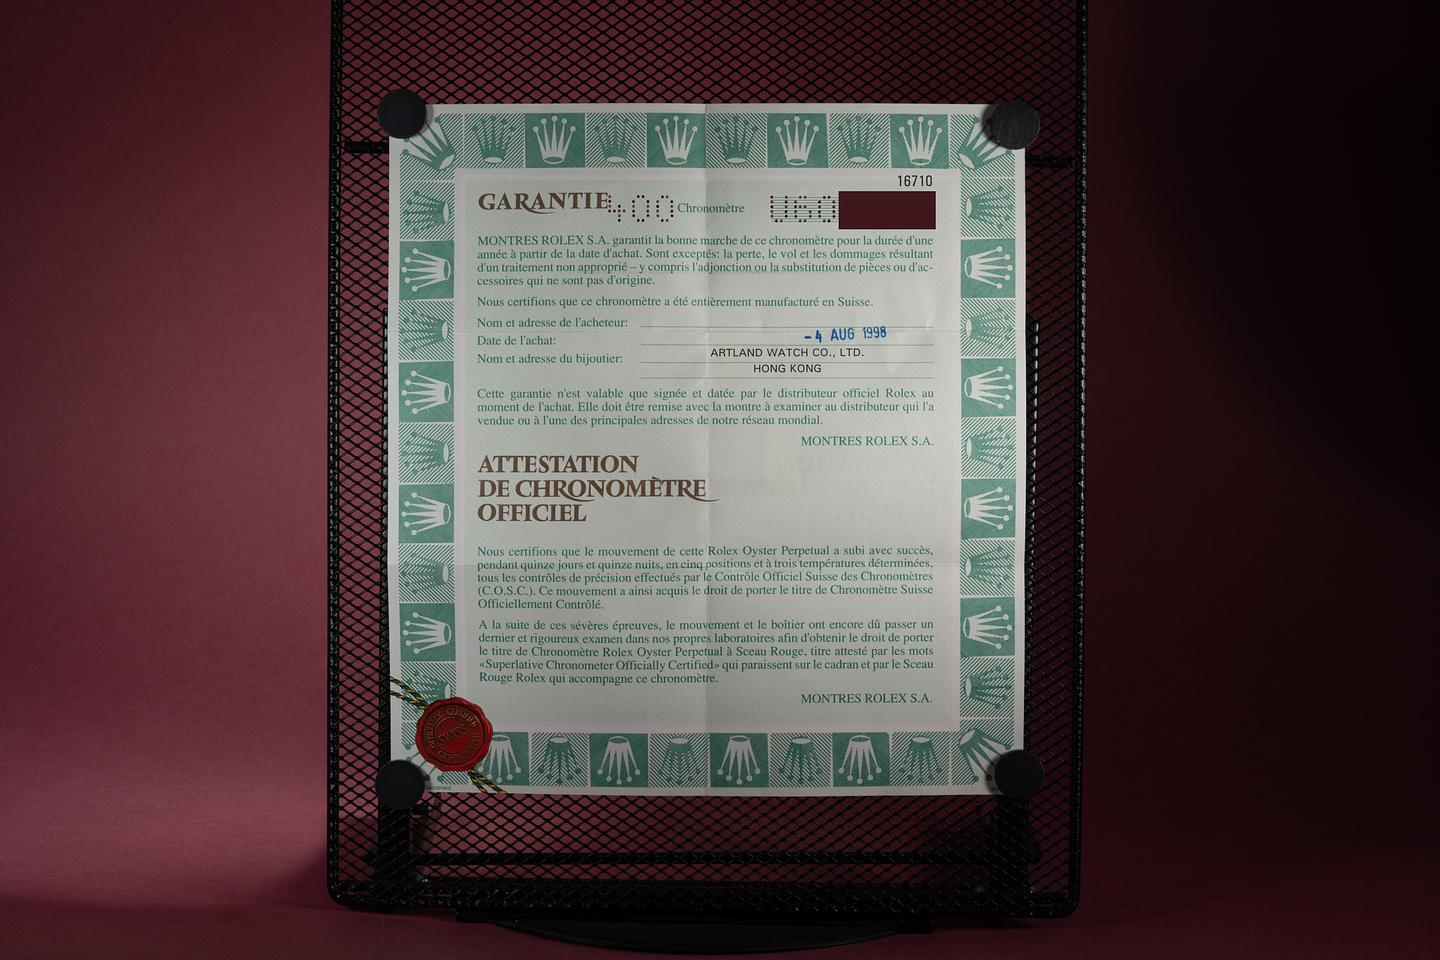 16710
GARANTIE 400 Chronomètre U60
MONTRES ROLEX S.A. garantit la bonne marche de ce chronomètre pour la durée d'une
année à partir de la date d'achat. Sont exceptés: la perte, le vol et les dommages résultant
d'un traitement non approprié – y compris l'adjonction ou la substitution de pièces ou d'ac-
cessoires qui ne sont pas d'origine.
Nous certifions que ce chronomètre a été entièrement manufacturé en Suisse.
Nom et adresse de l'acheteur:
Date de l'achat: -4 AUG 1998
Nom et adresse du bijoutier: ARTLAND WATCH CO., LTD.
HONG KONG
Cette garantie n'est valable que signée et datée par le distributeur officiel Rolex au
moment de l'achat. Elle doit être remise avec la montre à examiner au distributeur qui l'a
vendue ou à l'une des principales adresses de notre réseau mondial.
MONTRES ROLEX S.A.
ATTESTATION
DE CHRONOMÈTRE
OFFICIEL
Nous certifions que le mouvement de cette Rolex Oyster Perpetual a subi avec succès,
pendant quinze jours et quinze nuits, en cinq positions et à trois températures déterminées,
tous les contrôles de précision effectués par le Contrôle Officiel Suisse des Chronomètres
(C.O.S.C.). Ce mouvement a ainsi acquis le droit de porter le titre de Chronomètre Suisse
Officiellement Contrôlé.
A la suite de ces sévères épreuves, le mouvement et le boîtier ont encore dû passer un
dernier et rigoureux examen dans nos propres laboratoires afin d'obtenir le droit de porter
le titre de Chronomètre Rolex Oyster Perpetual à Sceau Rouge, titre attesté par les mots
«Superlative Chronometer Officially Certified» qui paraissent sur le cadran et par le Sceau
Rouge Rolex qui accompagne ce chronomètre.
MONTRES ROLEX S.A.
SWISS